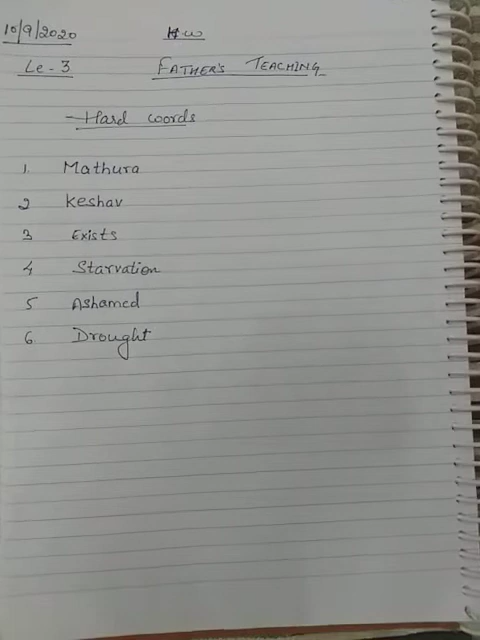 10/9/2020 HW
Le - 3 FATHER'S TEACHING
Hard words
1. Mathura
2 Keshav
3 Exists
4 Starvation
5 Ashamed
6. Drought